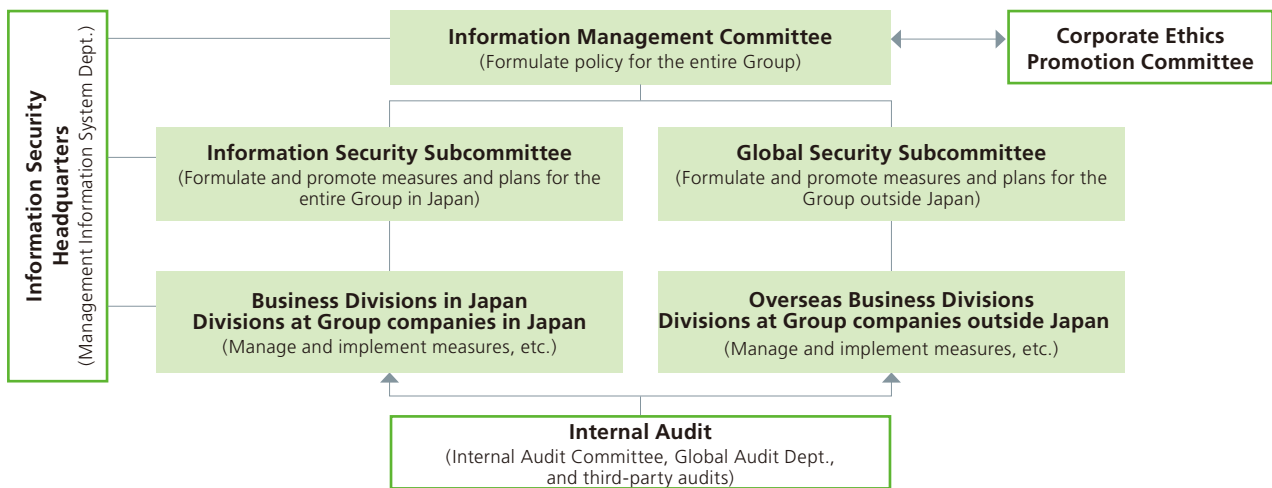 Information Security
Headquarters
(Management Information System Dept.)
Information Management Committee
(Formulate policy for the entire Group)
Corporate Ethics
Promotion Committee
Information Security Subcommittee
(Formulate and promote measures and plans for the
entire Group in Japan)
Global Security Subcommittee
(Formulate and promote measures and plans for the
Group outside Japan)
Business Divisions in Japan
Divisions at Group companies in Japan
(Manage and implement measures, etc.)
Overseas Business Divisions
Divisions at Group companies outside Japan
(Manage and implement measures, etc.)
Internal Audit
(Internal Audit Committee, Global Audit Dept.,
and third-party audits)